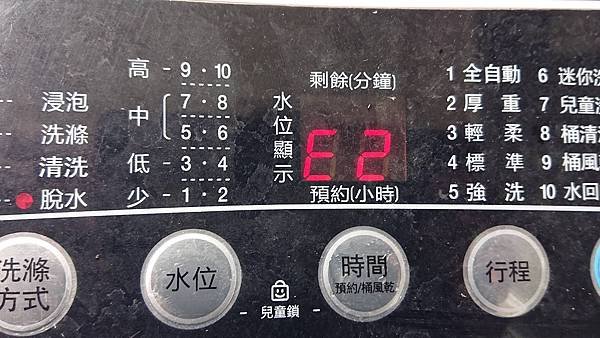 浸泡
洗滌
清洗
脫水
高 - 9 · 10
中 7 · 8
5 · 6
低 - 3 · 4
少 - 1 · 2
水位顯示
剩餘(分鐘)
E2
預約(小時)
1 全自動 6 迷你
2 厚重 7 兒童
3 輕柔 8 桶清
4 標準 9 桶風
5 強洗 10 水回
洗滌
方式
水位
- 兒童鎖 -
時間
預約/桶風乾
行程